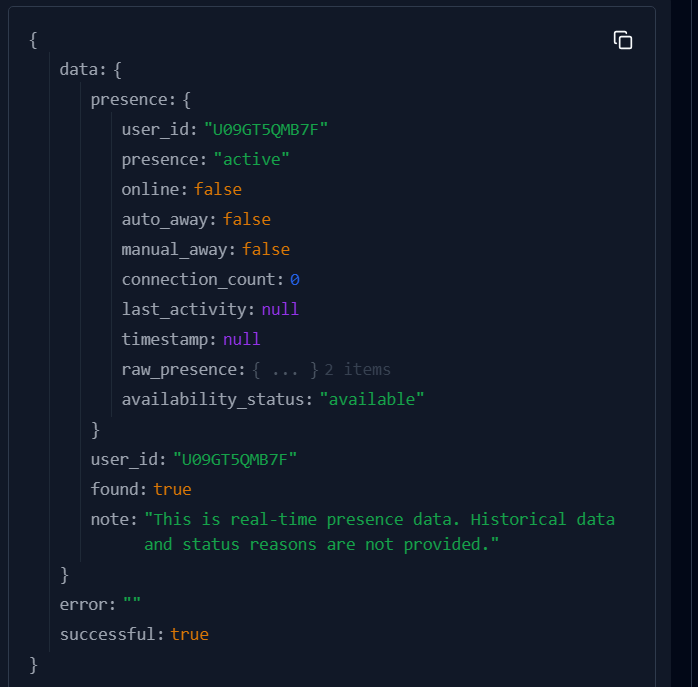 {
data: {
presence: {
user_id: "U09GT5QMB7F"
presence: "active"
online: false
auto_away: false
manual_away: false
connection_count: 0
last_activity: null
timestamp: null
raw_presence: { ... } 2 items
availability_status: "available"
}
user_id: "U09GT5QMB7F"
found: true
note: "This is real-time presence data. Historical data
and status reasons are not provided."
}
error: ""
successful: true
}